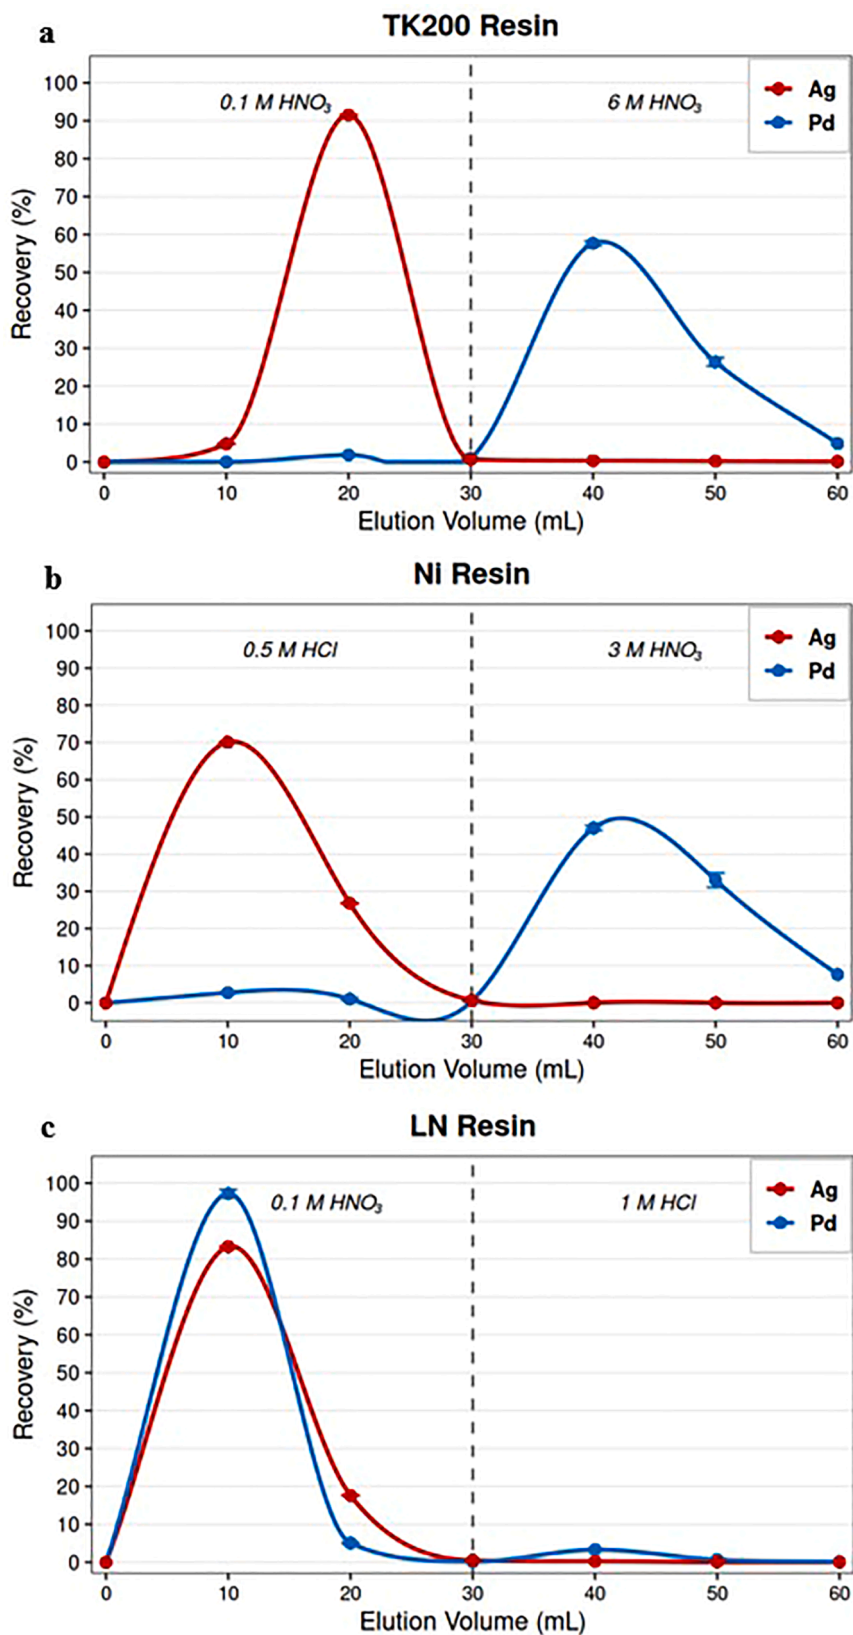 a
TK200 Resin
0.1 M HNO₃
6 M HNO₃
Ag
Pd
Recovery (%)
100
90
80
70
60
50
40
30
20
10
0
0 10 20 30 40 50 60
Elution Volume (mL)
b
Ni Resin
0.5 M HCl
3 M HNO₃
Ag
Pd
Recovery (%)
100
90
80
70
60
50
40
30
20
10
0
0 10 20 30 40 50 60
Elution Volume (mL)
c
LN Resin
0.1 M HNO₃
1 M HCl
Ag
Pd
Recovery (%)
100
90
80
70
60
50
40
30
20
10
0
0 10 20 30 40 50 60
Elution Volume (mL)